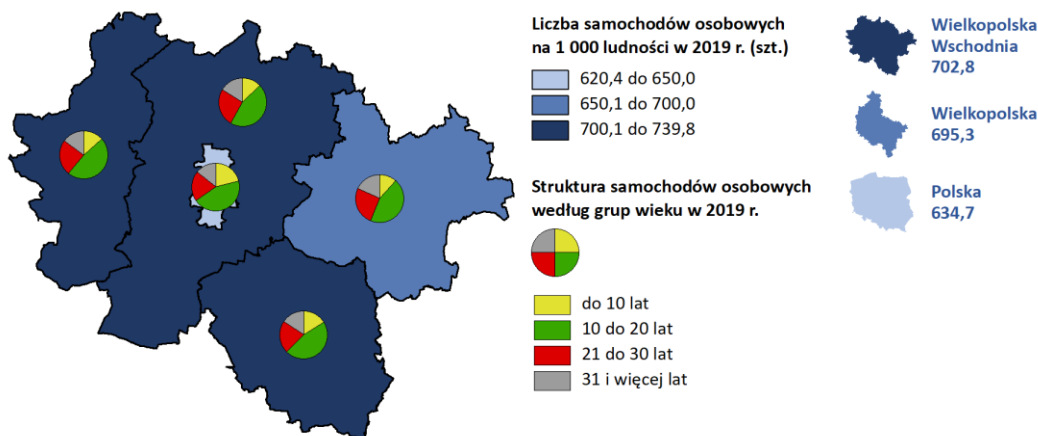 Liczba samochodów osobowych
na 1 000 ludności w 2019 r. (szt.)
620,4 do 650,0
650,1 do 700,0
700,1 do 739,8
Struktura samochodów osobowych
według grup wieku w 2019 r.
do 10 lat
10 do 20 lat
21 do 30 lat
31 i więcej lat
Wielkopolska
Wschodnia
702,8
Wielkopolska
695,3
Polska
634,7